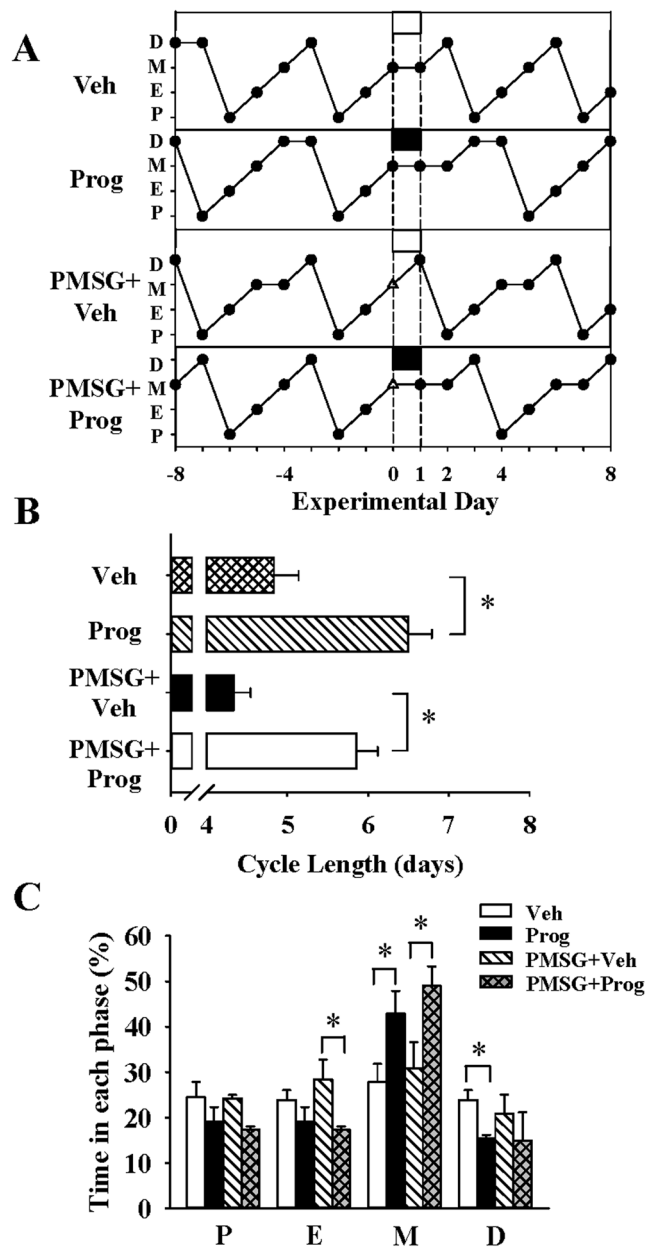 A
Veh
D
M
E
P
Prog
D
M
E
P
PMSG+
Veh
D
M
E
P
PMSG+
Prog
D
M
E
P
-8 -4 0 1 2 4 8
Experimental Day
B
Veh
Prog
PMSG+
Veh
PMSG+
Prog
*
*
0 4 5 6 7 8
Cycle Length (days)
C
Time in each phase (%)
60
50
40
30
20
10
0
Veh
Prog
PMSG+Veh
PMSG+Prog
* * * *
P E M D